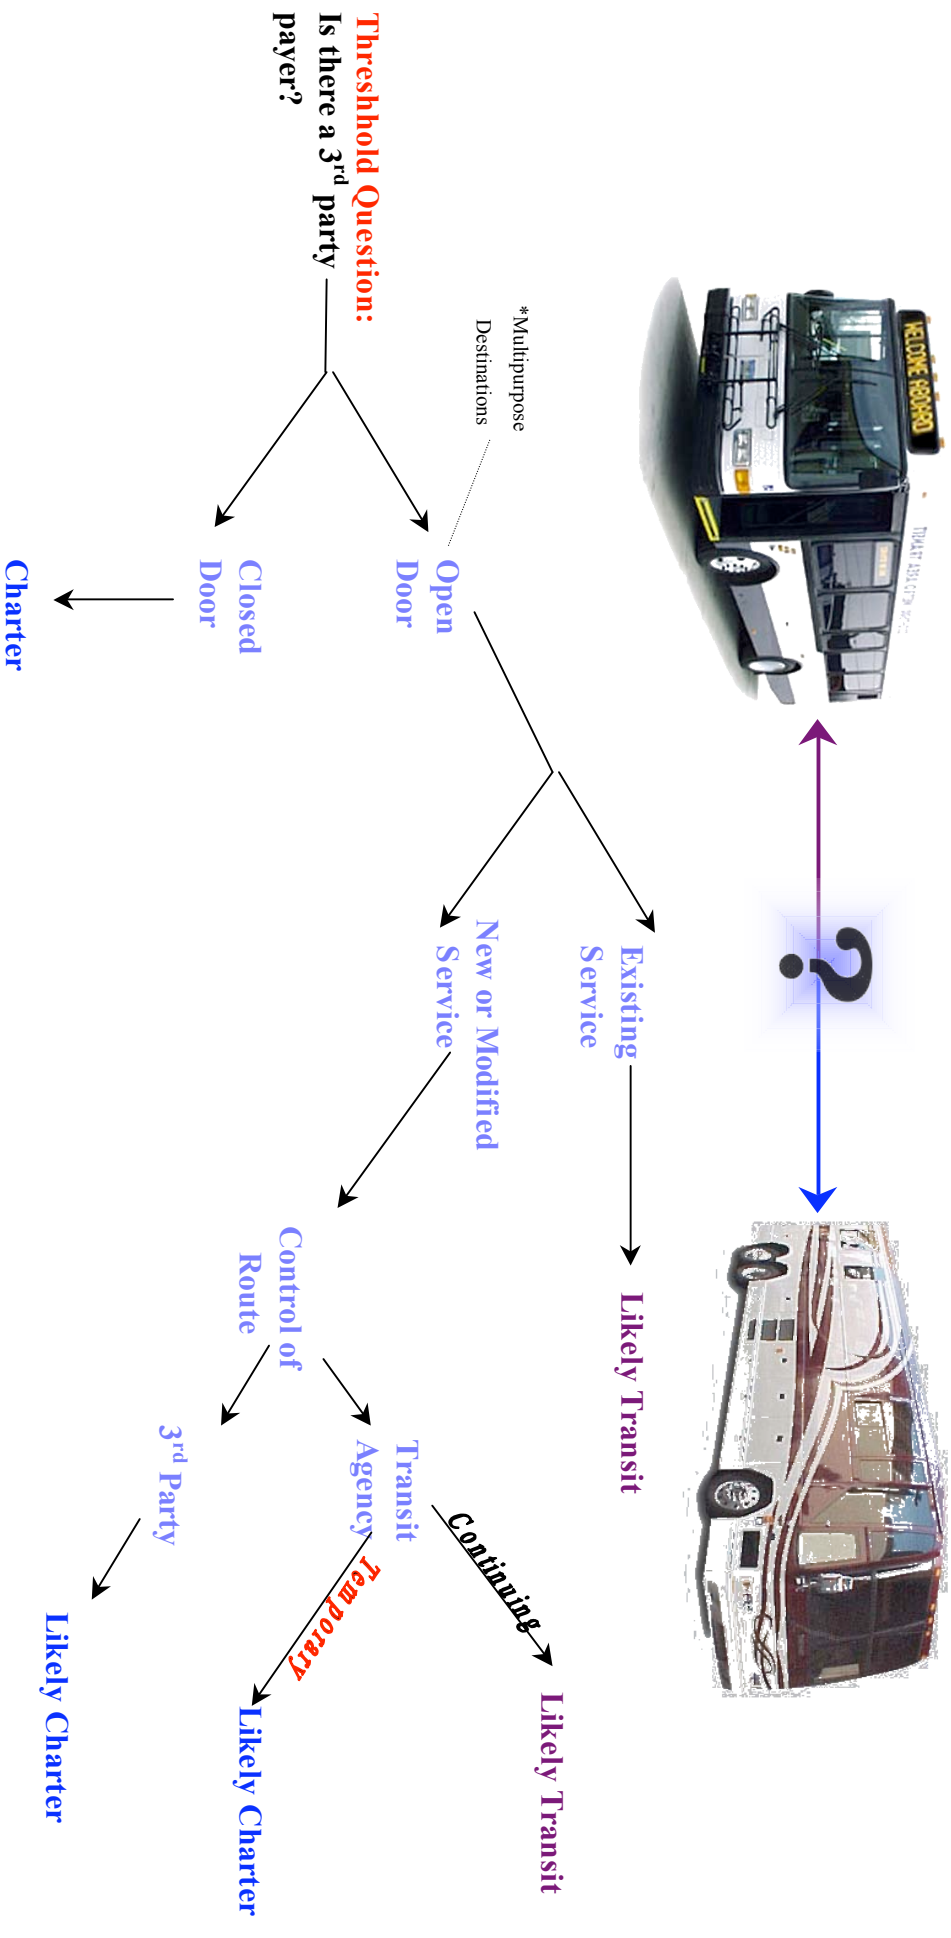 WELCOME ABOARD
Threshhold Question:
Is there a 3rd party
payer?
*Multipurpose
Destinations
Open
Door
Closed
Door
Charter
?
Existing
Service
Likely Transit
New or Modified
Service
Control of
Route
Transit
Agency
Continuing
Likely Transit
Temporary
Likely Charter
3rd Party
Likely Charter